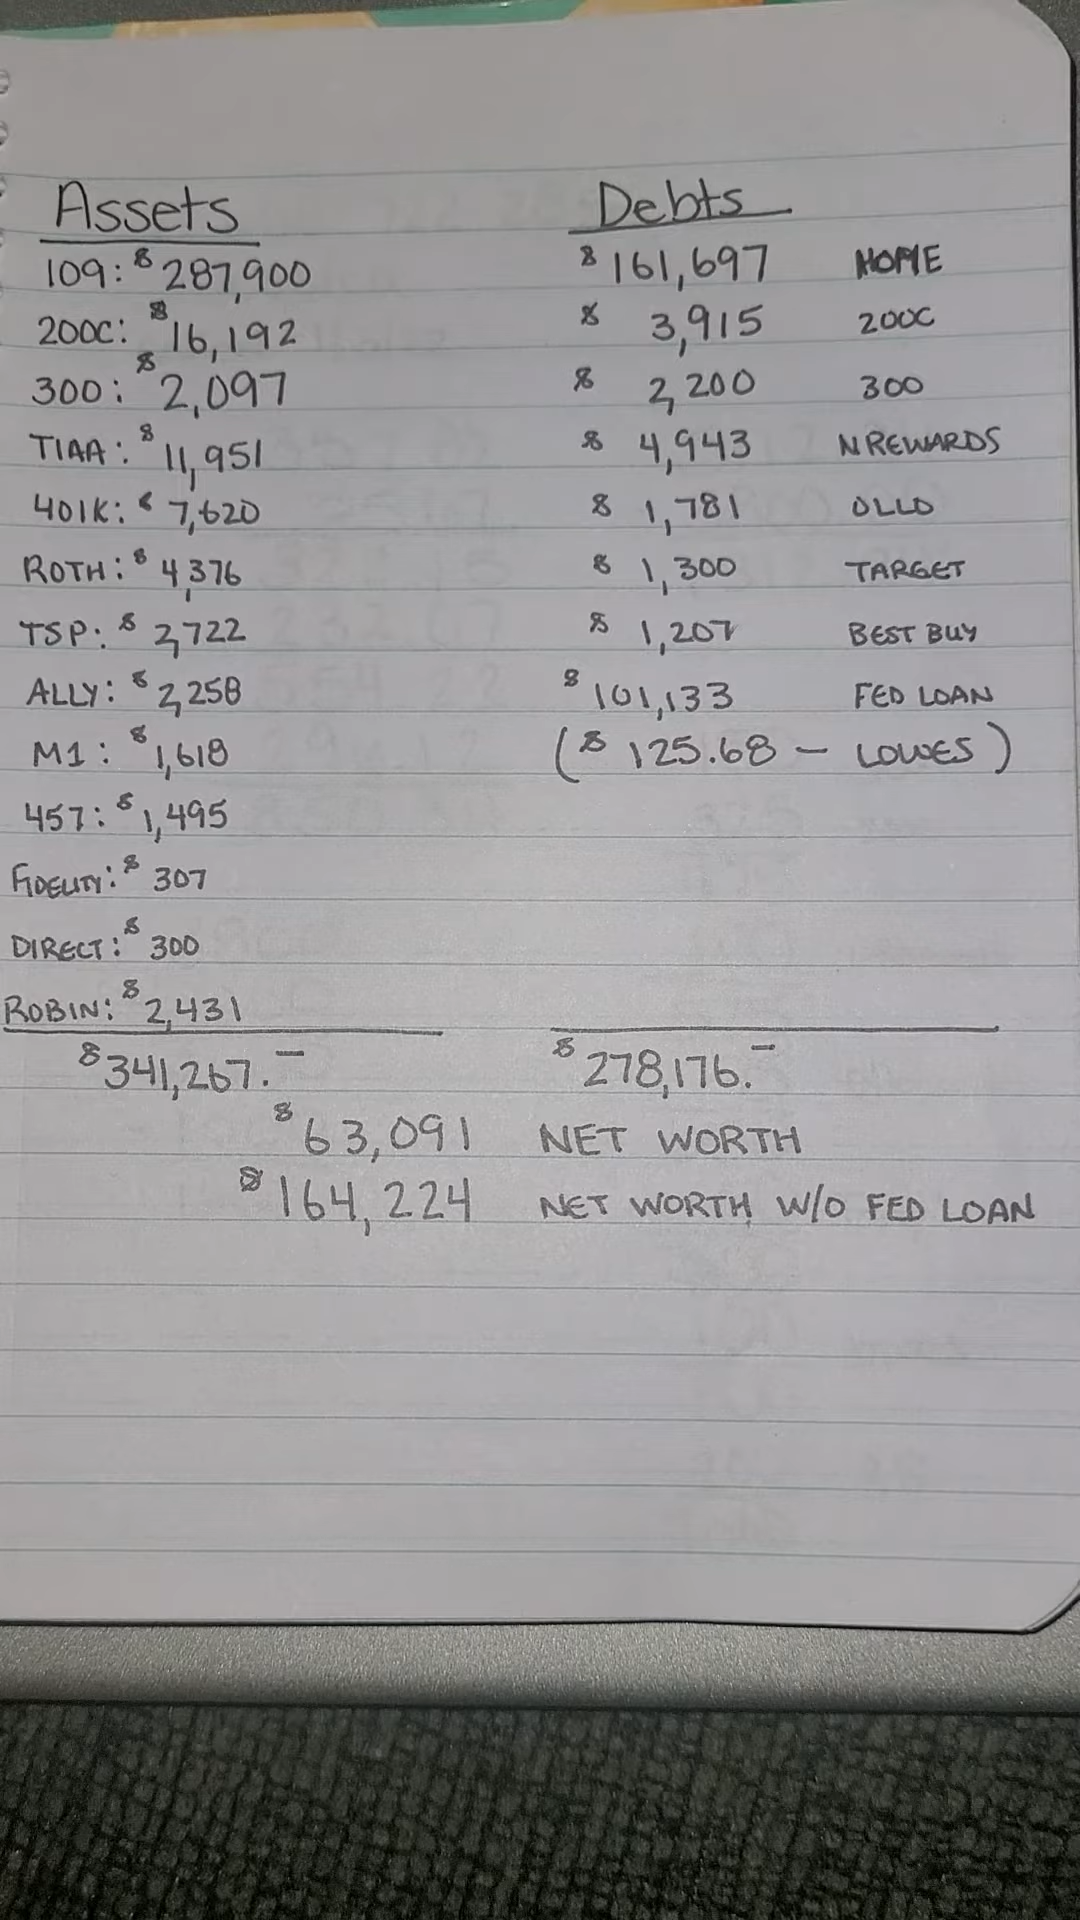 Assets Debts
109: $287,900 $161,697 HOME
200C: $16,192 $3,915 200C
300: $2,097 $2,200 300
TIAA: $11,951 $4,943 NREWARDS
401K: $7,620 $1,781 OLLO
ROTH: $4,376 $1,300 TARGET
TSP: $2,722 $1,207 BEST BUY
ALLY: $2,258 $101,133 FED LOAN
M1: $1,618 ($125.68 – LOWES)
457: $1,495
FIDELITY: $307
DIRECT: $300
ROBIN: $2,431
$341,267.– $278,176.–
$63,091 NET WORTH
$164,224 NET WORTH W/O FED LOAN